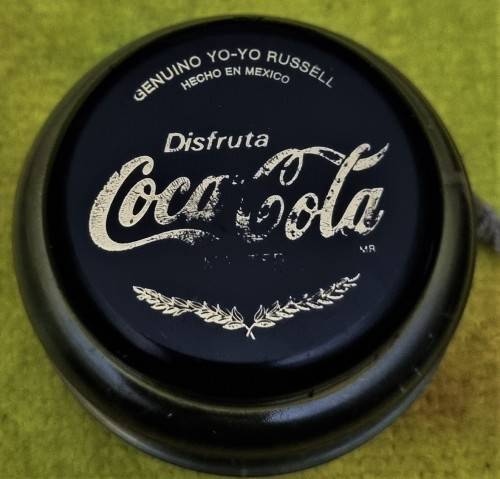 GENUINO YO-YO RUSSELL
HECHO EN MEXICO
Disfruta
Coca-Cola
MR